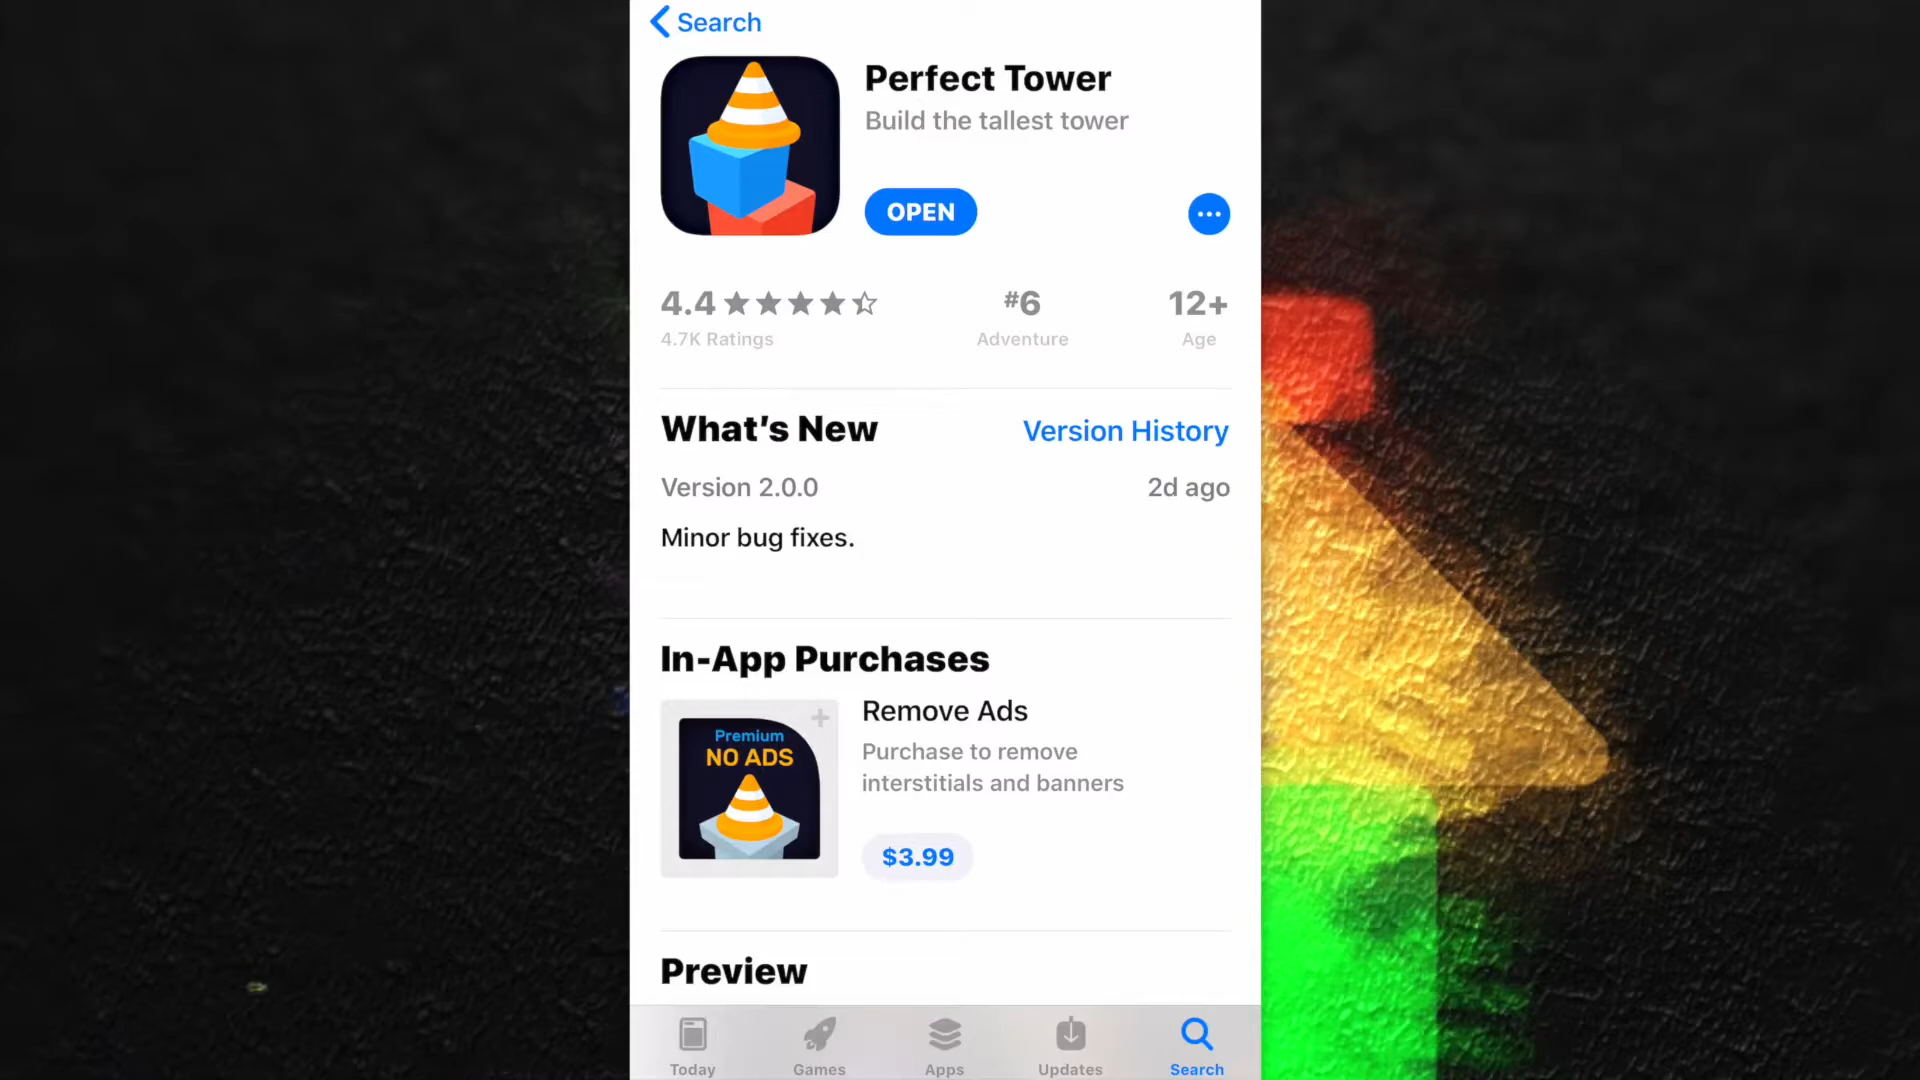 Search
Perfect Tower
Build the tallest tower
OPEN
4.4
4.7K Ratings
#6
Adventure
12+
Age
What's New
Version History
Version 2.0.0
2d ago
Minor bug fixes.
In-App Purchases
Premium
NO ADS
Remove Ads
Purchase to remove
interstitials and banners
$3.99
Preview
Today
Games
Apps
Updates
Search